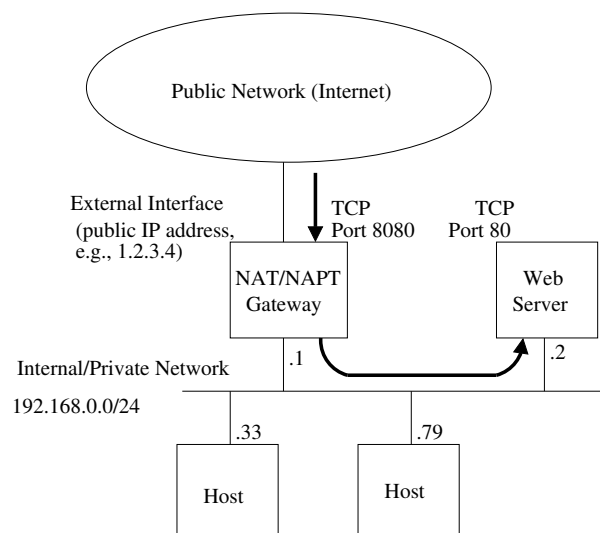 Public Network (Internet)
External Interface
(public IP address,
e.g., 1.2.3.4)
TCP
Port 8080
TCP
Port 80
NAT/NAPT
Gateway
Web
Server
.1
.2
Internal/Private Network
192.168.0.0/24
.33
.79
Host
Host